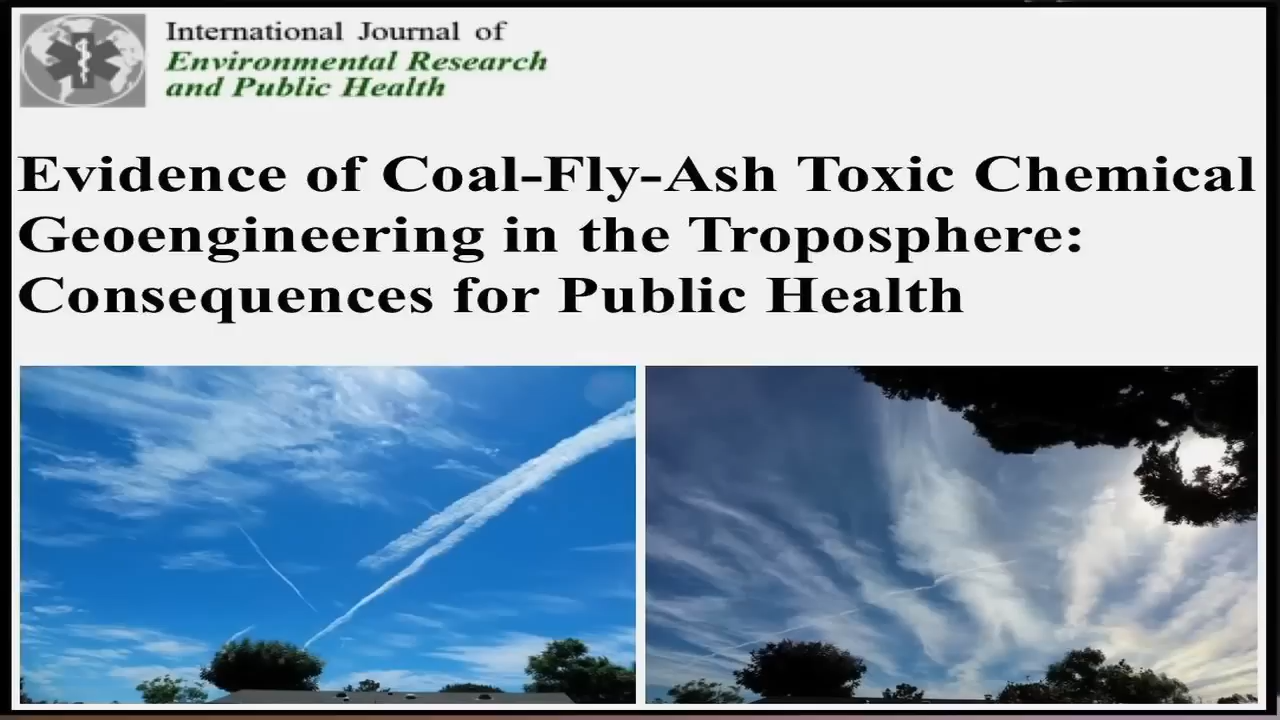 International Journal of
Environmental Research
and Public Health
Evidence of Coal-Fly-Ash Toxic Chemical
Geoengineering in the Troposphere:
Consequences for Public Health